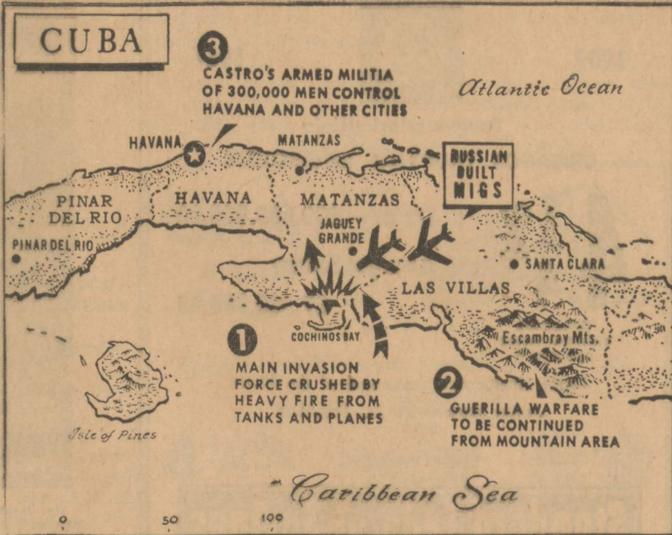 CUBA
3
CASTRO'S ARMED MILITIA
OF 300,000 MEN CONTROL
HAVANA AND OTHER CITIES
Atlantic Ocean
HAVANA
MATANZAS
RUSSIAN
BUILT
MIGS
PINAR
DEL RIO
HAVANA
MATANZAS
JAGUEY
GRANDE
PINAR DEL RIO
SANTA CLARA
LAS VILLAS
COCHINOS BAY
Escambray Mts.
1
MAIN INVASION
FORCE CRUSHED BY
HEAVY FIRE FROM
TANKS AND PLANES
2
GUERILLA WARFARE
TO BE CONTINUED
FROM MOUNTAIN AREA
Isle of Pines
Caribbean Sea
0 50 100